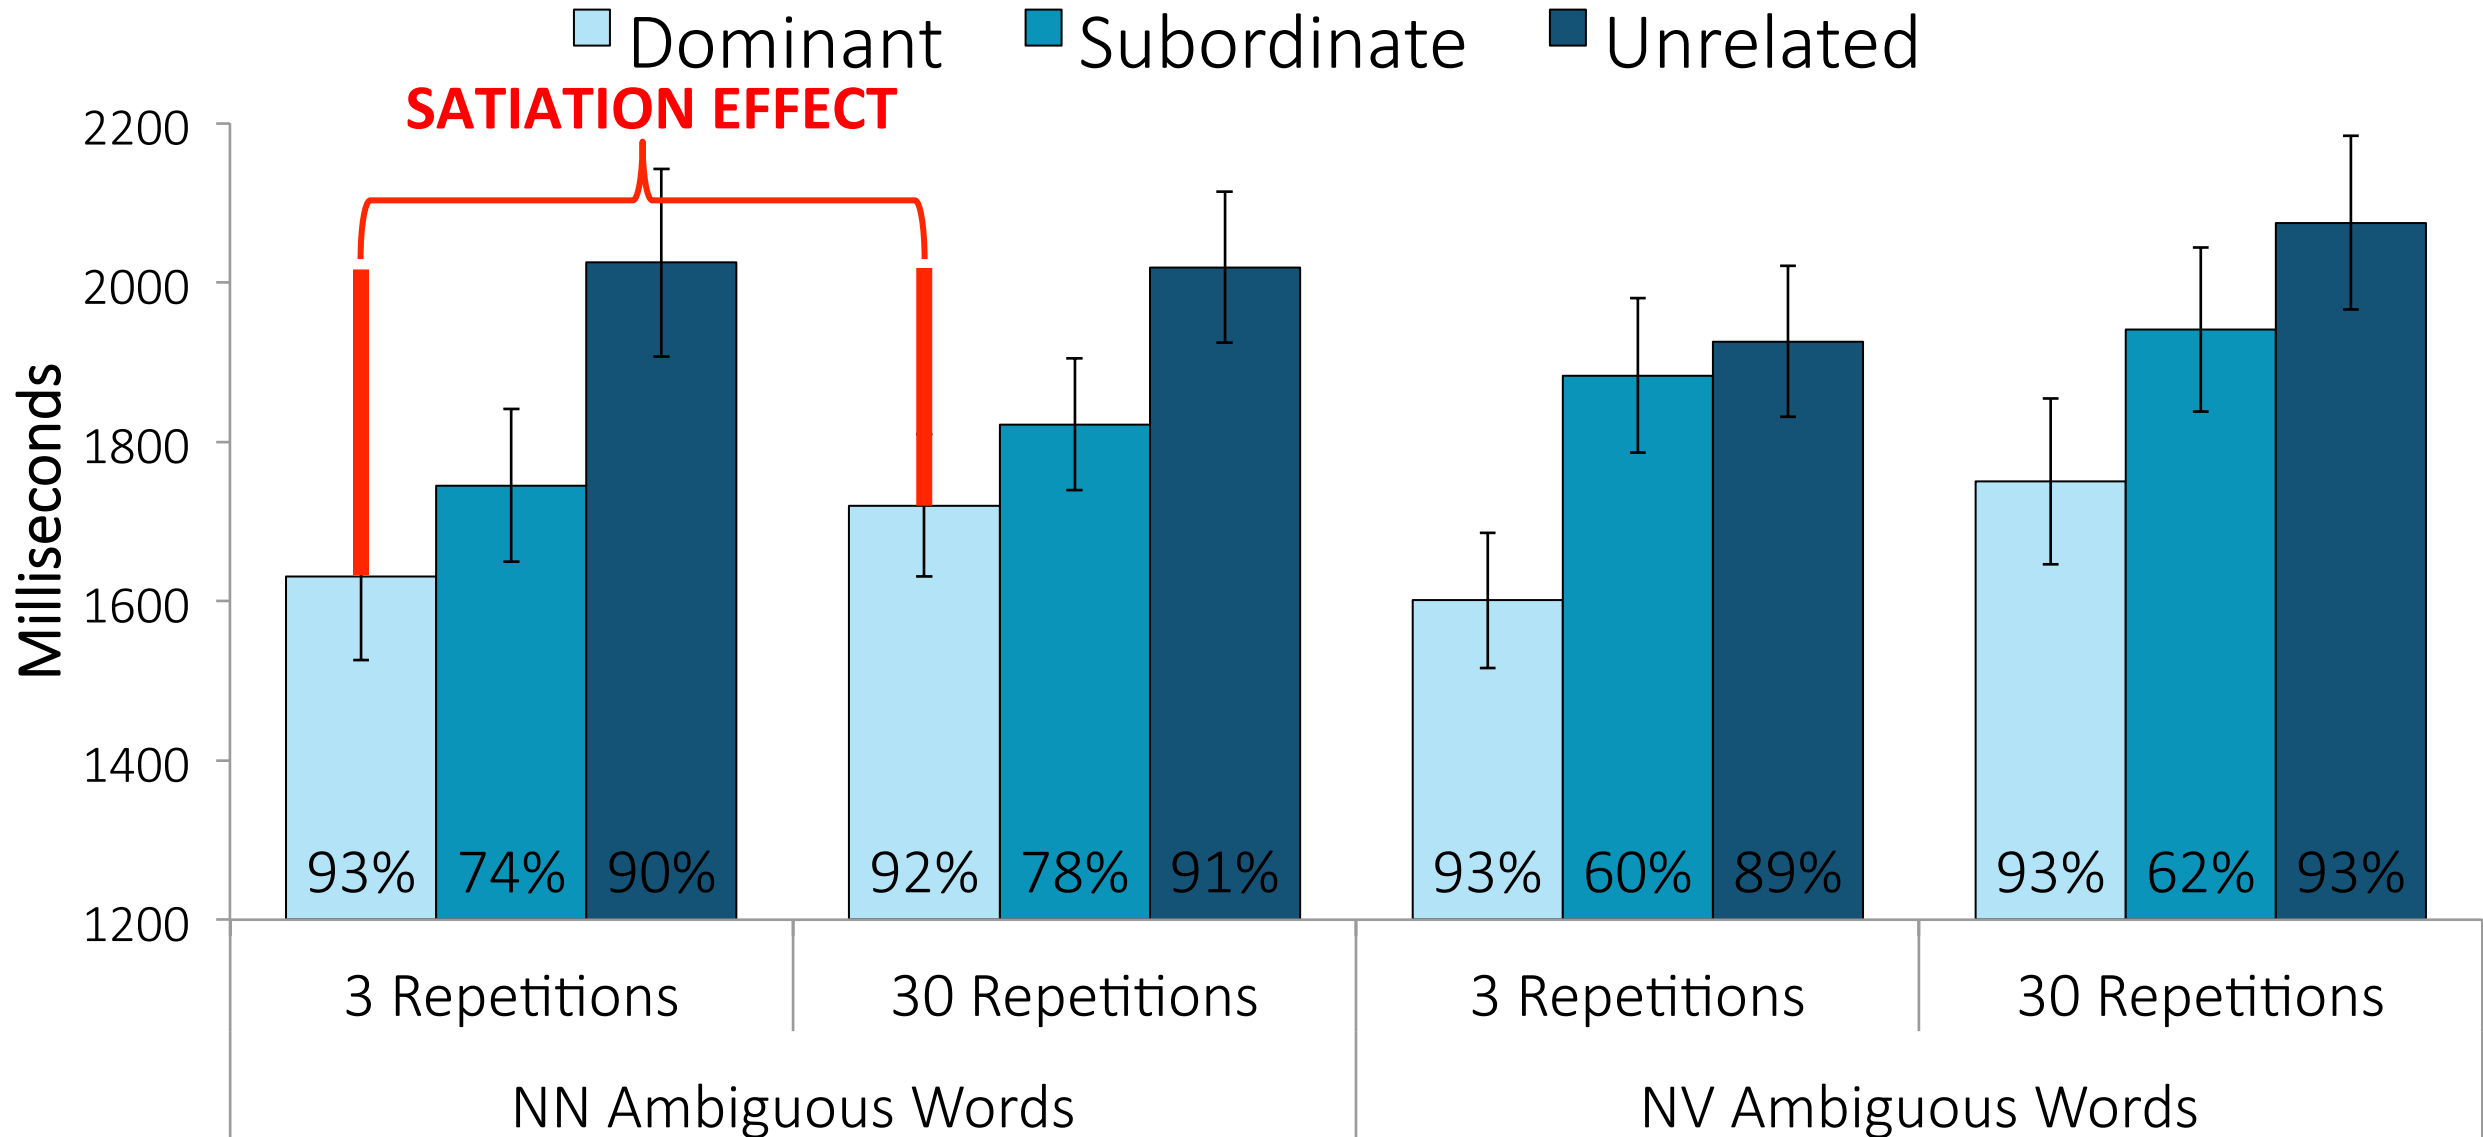 Dominant Subordinate Unrelated
SATIATION EFFECT
2200
2000
1800
1600
1400
1200
Milliseconds
93% 74% 90% 92% 78% 91% 93% 60% 89% 93% 62% 93%
3 Repetitions 30 Repetitions 3 Repetitions 30 Repetitions
NN Ambiguous Words NV Ambiguous Words